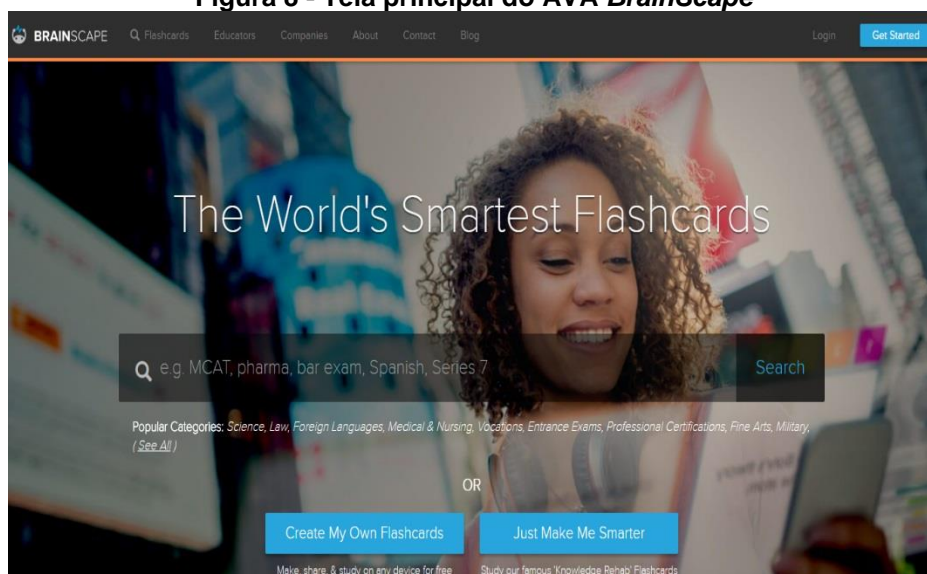 Figura 8 - Tela principal do AVA BrainScape
BRAINSCAPE Flashcards Educators Companies About Contact Blog Login Get Started
The World's Smartest Flashcards
e.g. MCAT, pharma, bar exam, Spanish, Series 7 Search
Popular Categories: Science, Law, Foreign Languages, Medical & Nursing, Vocations, Entrance Exams, Professional Certifications, Fine Arts, Military,
( See All )
OR
Create My Own Flashcards Just Make Me Smarter
Make, share, & study on any device for free Study our famous 'Knowledge Rehab' Flashcards